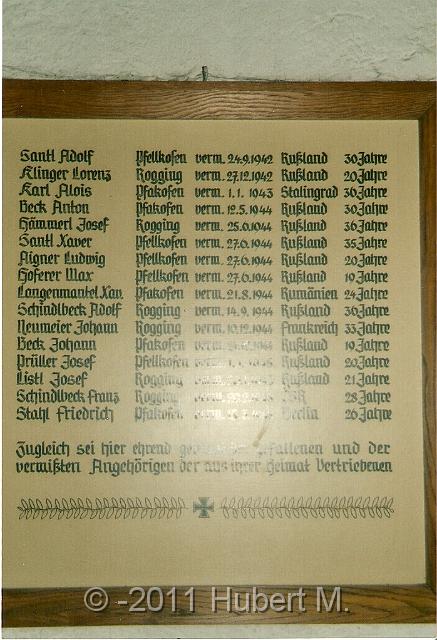 Santl Adolf Pfellkofen verm. 24.9.1942 Rußland 30 Jahre
Klinger Lorenz Rogging verm. 27.12.1942 Rußland 20 Jahre
Karl Alois Pfakofen verm. 1.1. 1943 Stalingrad 36 Jahre
Beck Anton Pfakofen verm. 12.5.1944 Rußland 30 Jahre
Hämmerl Josef Rogging verm. 25.6.1944 Rußland 36 Jahre
Santl Xaver Pfellkofen verm. 27.6.1944 Rußland 35 Jahre
Aigner Ludwig Pfellkofen verm. 27.6.1944 Rußland 20 Jahre
Hoferer Max Pfellkofen verm. 27.6.1944 Rußland 19 Jahre
Langenmantel Xav. Pfakofen verm. 21.8.1944 Rumänien 24 Jahre
Schindlbeck Adolf Rogging verm. 14.9.1944 Rußland 36 Jahre
Neumeier Johann Rogging verm. 10.12.1944 Frankreich 33 Jahre
Beck Johann Pfakofen verm. Rußland 19 Jahre
Prüller Josef Pfellkofen Rußland 20 Jahre
Listl Josef Rogging Rußland 21 Jahre
Schindlbeck Franz Rogging 28 Jahre
Stahl Friedrich Pfakofen Berlin 26 Jahre
Zugleich sei hier ehrend Gefallenen und der
vermißten Angehörigen der aus ihrer Heimat Vertriebenen
© -2011 Hubert M.